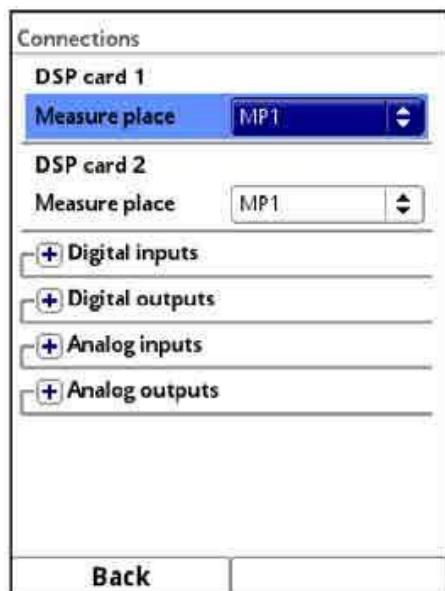 Connections
DSP card 1
Measure place MP1
DSP card 2
Measure place MP1
Digital inputs
Digital outputs
Analog inputs
Analog outputs
Back